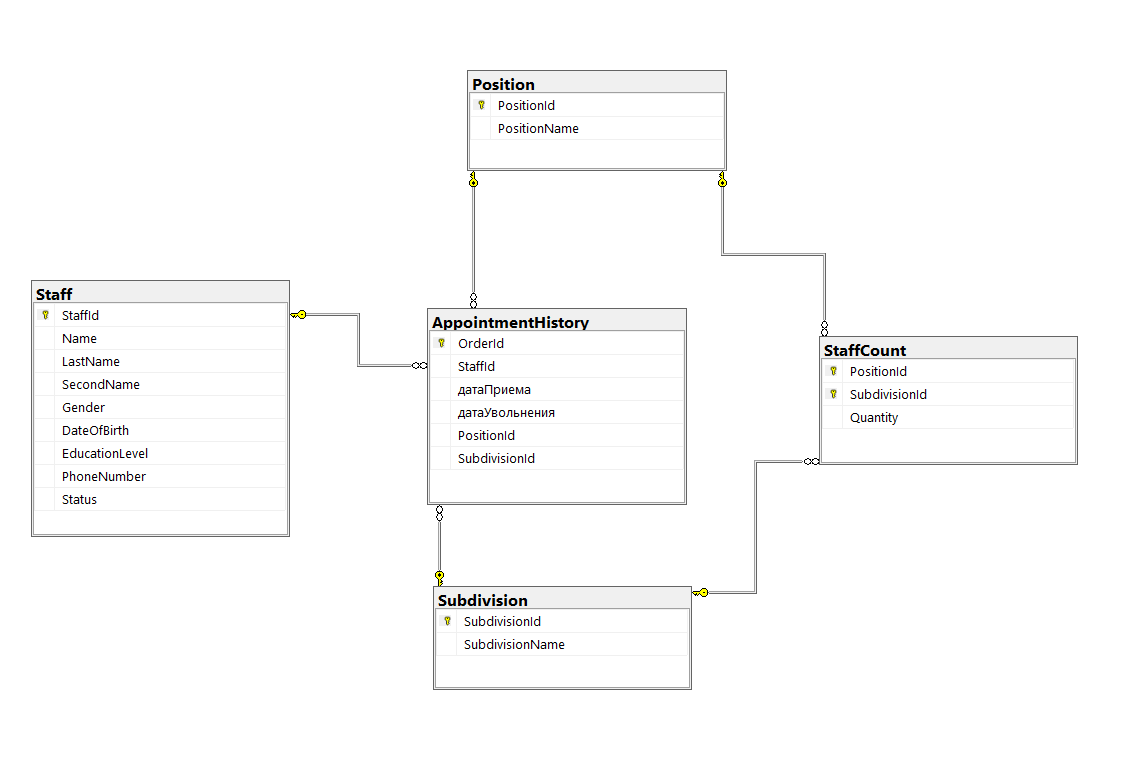 Position
PositionId
PositionName
Staff
StaffId
Name
LastName
SecondName
Gender
DateOfBirth
EducationLevel
PhoneNumber
Status
AppointmentHistory
OrderId
StaffId
датаПриема
датаУвольнения
PositionId
SubdivisionId
StaffCount
PositionId
SubdivisionId
Quantity
Subdivision
SubdivisionId
SubdivisionName